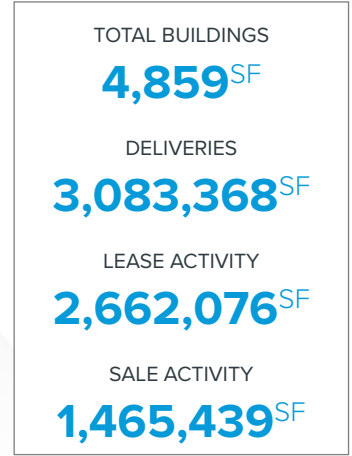 TOTAL BUILDINGS
4,859SF
DELIVERIES
3,083,368SF
LEASE ACTIVITY
2,662,076SF
SALE ACTIVITY
1,465,439SF